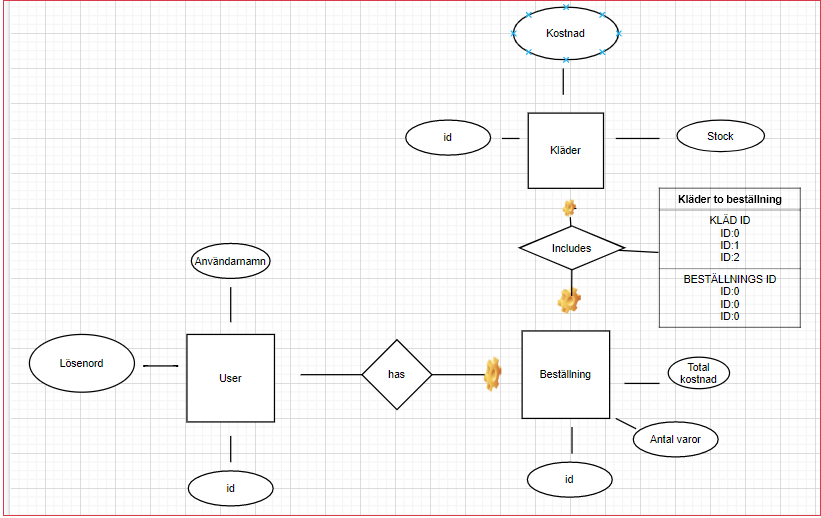 Kostnad
id
Kläder
Stock
Kläder to beställning
KLÄD ID
ID:0
ID:1
ID:2
BESTÄLLNINGS ID
ID:0
ID:0
ID:0
Includes
Användarnamn
Lösenord
User
has
Beställning
Total
kostnad
Antal varor
id
id